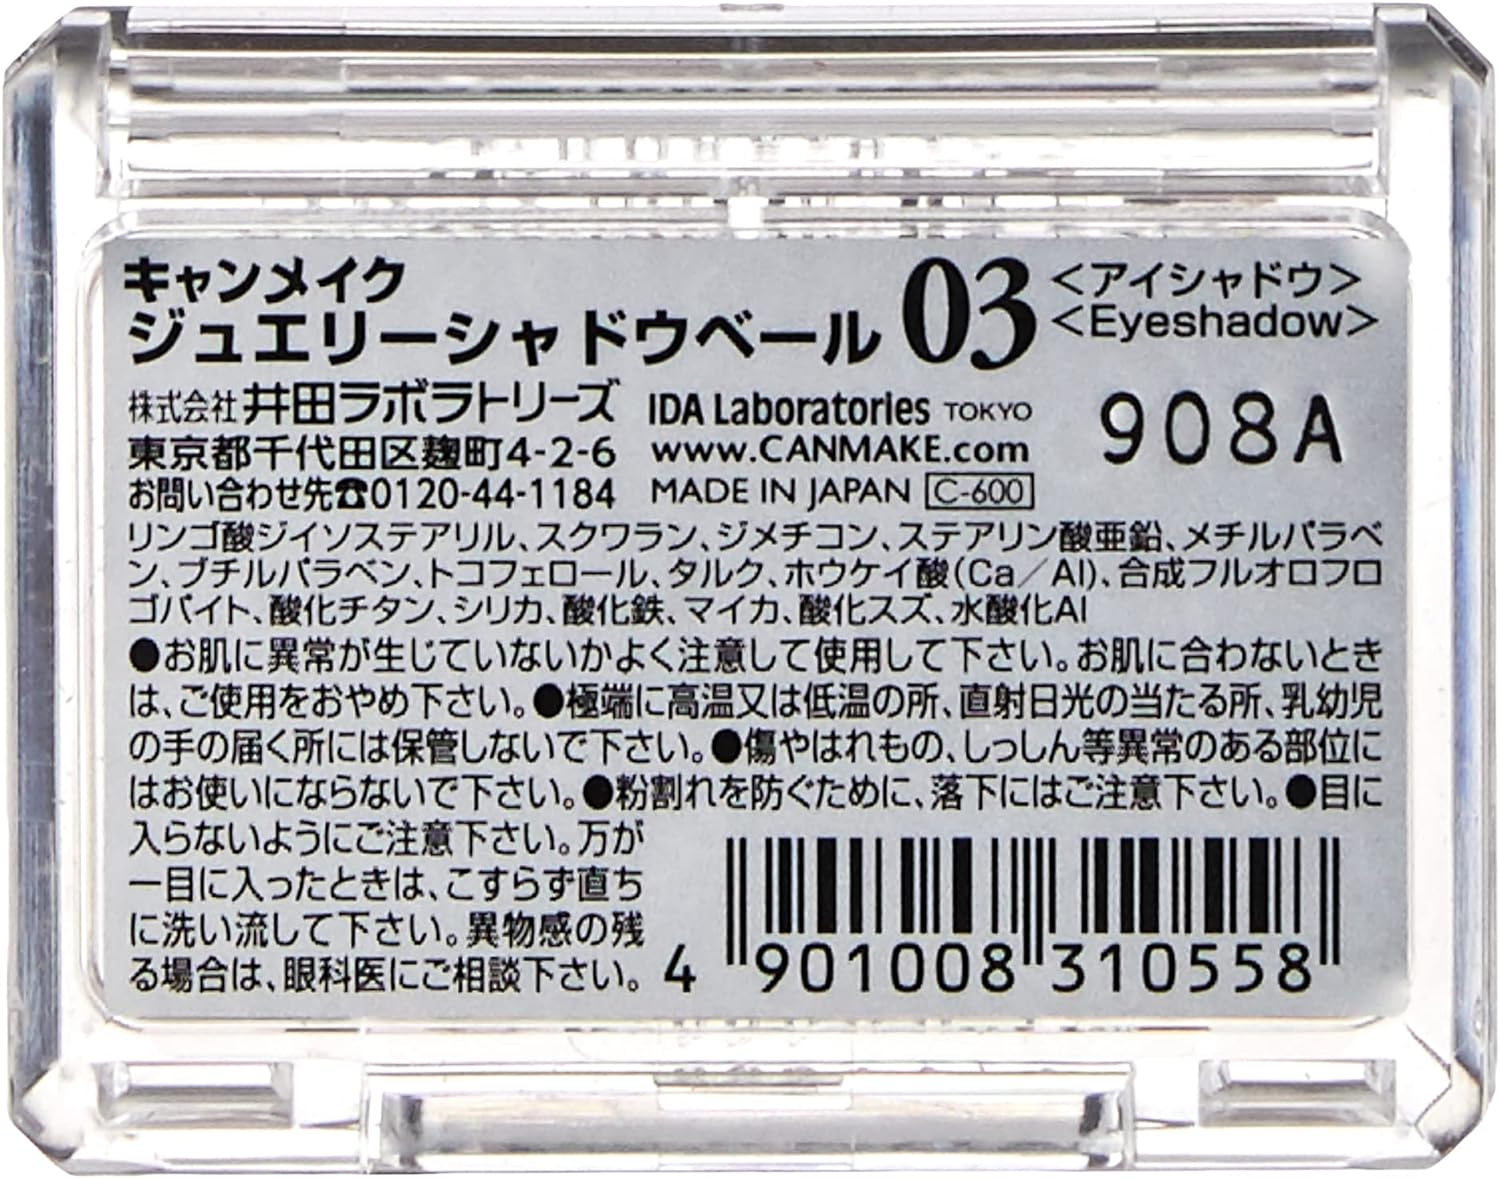 キャンメイク
ジュエリーシャドウベール 03
<アイシャドウ>
<Eyeshadow>
株式会社 井田ラボラトリーズ IDA Laboratories TOKYO
908A
東京都千代田区麹町4-2-6 www.CANMAKE.com
お問い合わせ先☎0120-44-1184 MADE IN JAPAN C-600
リンゴ酸ジイソステアリル、スクワラン、ジメチコン、ステアリン酸亜鉛、メチルパラベ
ン、ブチルパラベン、トコフェロール、タルク、ホウケイ酸(Ca/Al)、合成フルオロフロ
ゴパイト、酸化チタン、シリカ、酸化鉄、マイカ、酸化スズ、水酸化Al
●お肌に異常が生じていないかよく注意して使用して下さい。お肌に合わないとき
は、ご使用をおやめ下さい。●極端に高温又は低温の所、直射日光の当たる所、乳幼児
の手の届く所には保管しないで下さい。●傷やはれもの、しっしん等異常のある部位に
はお使いにならないで下さい。●粉割れを防ぐために、落下にはご注意下さい。●目に
入らないようにご注意下さい。万が
一目に入ったときは、こすらず直ち
に洗い流して下さい。異物感の残
る場合は、眼科医にご相談下さい。
4 901008 310558